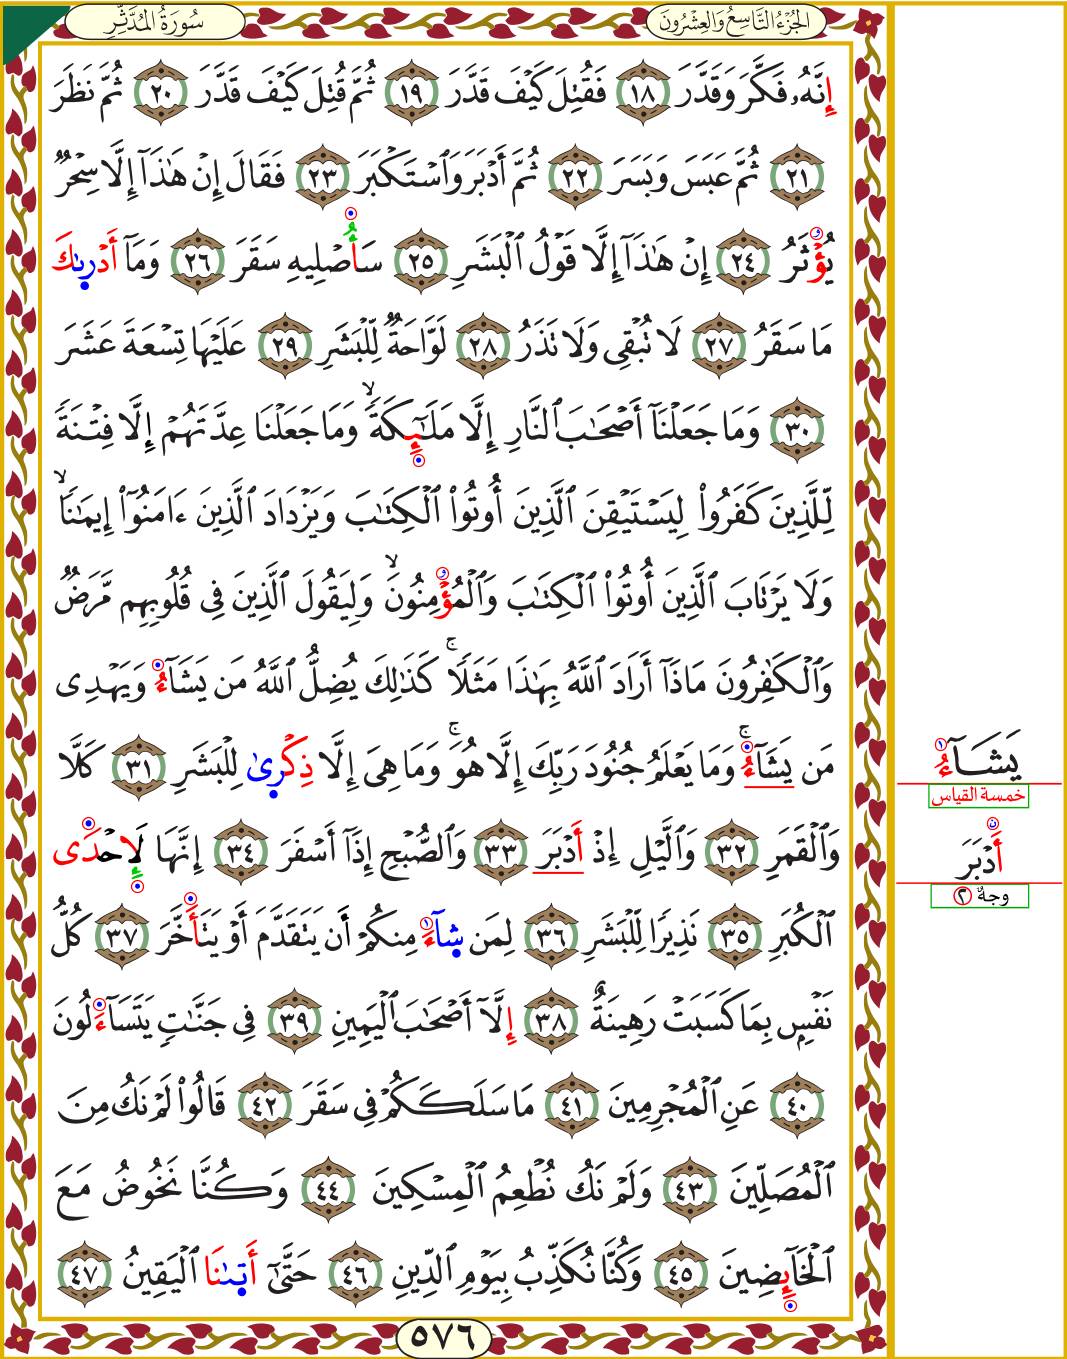 سُورَةُ المُدَّثِّرِ
الجُزْءُ التَّاسِعُ وَالعِشْرُونَ
إِنَّهُۥ فَكَّرَ وَقَدَّرَ ١٨ فَقُتِلَ كَيْفَ قَدَّرَ ١٩ ثُمَّ قُتِلَ كَيْفَ قَدَّرَ ٢٠ ثُمَّ نَظَرَ
٢١ ثُمَّ عَبَسَ وَبَسَرَ ٢٢ ثُمَّ أَدْبَرَ وَٱسْتَكْبَرَ ٢٣ فَقَالَ إِنْ هَٰذَآ إِلَّا سِحْرٌ
يُؤْثَرُ ٢٤ إِنْ هَٰذَآ إِلَّا قَوْلُ ٱلْبَشَرِ ٢٥ سَأُصْلِيهِ سَقَرَ ٢٦ وَمَآ أَدْرىٰكَ
مَا سَقَرُ ٢٧ لَا تُبْقِى وَلَا تَذَرُ ٢٨ لَوَّاحَةٌ لِّلْبَشَرِ ٢٩ عَلَيْهَا تِسْعَةَ عَشَرَ
٣٠ وَمَا جَعَلْنَآ أَصْحَٰبَ ٱلنَّارِ إِلَّا مَلَٰٓئِكَةً ۙ وَمَا جَعَلْنَا عِدَّتَهُمْ إِلَّا فِتْنَةً
لِّلَّذِينَ كَفَرُوا۟ لِيَسْتَيْقِنَ ٱلَّذِينَ أُوتُوا۟ ٱلْكِتَٰبَ وَيَزْدَادَ ٱلَّذِينَ ءَامَنُوٓا۟ إِيمَٰنًا ۙ
وَلَا يَرْتَابَ ٱلَّذِينَ أُوتُوا۟ ٱلْكِتَٰبَ وَٱلْمُؤْمِنُونَ ۙ وَلِيَقُولَ ٱلَّذِينَ فِى قُلُوبِهِم مَّرَضٌ
وَٱلْكَٰفِرُونَ مَاذَآ أَرَادَ ٱللَّهُ بِهَٰذَا مَثَلًا ۚ كَذَٰلِكَ يُضِلُّ ٱللَّهُ مَن يَشَآءُ وَيَهْدِى
مَن يَشَآءُ ۚ وَمَا يَعْلَمُ جُنُودَ رَبِّكَ إِلَّا هُوَ ۚ وَمَا هِىَ إِلَّا ذِكْرىٰ لِلْبَشَرِ ٣١ كَلَّا
يَشَآءُ
خمسة القياس
وَٱلْقَمَرِ ٣٢ وَٱلَّيْلِ إِذْ أَدْبَرَ ٣٣ وَٱلصُّبْحِ إِذَآ أَسْفَرَ ٣٤ إِنَّهَا لَإِحْدَى
أَدْبَرَ
وجهٌ ٢
ٱلْكُبَرِ ٣٥ نَذِيرًا لِّلْبَشَرِ ٣٦ لِمَن شَآءَ مِنكُمْ أَن يَتَقَدَّمَ أَوْ يَتَأَخَّرَ ٣٧ كُلُّ
نَفْسٍۭ بِمَا كَسَبَتْ رَهِينَةٌ ٣٨ إِلَّآ أَصْحَٰبَ ٱلْيَمِينِ ٣٩ فِى جَنَّٰتٍ يَتَسَآءَلُونَ
٤٠ عَنِ ٱلْمُجْرِمِينَ ٤١ مَا سَلَكَكُمْ فِى سَقَرَ ٤٢ قَالُوا۟ لَمْ نَكُ مِنَ
ٱلْمُصَلِّينَ ٤٣ وَلَمْ نَكُ نُطْعِمُ ٱلْمِسْكِينَ ٤٤ وَكُنَّا نَخُوضُ مَعَ
ٱلْخَآئِضِينَ ٤٥ وَكُنَّا نُكَذِّبُ بِيَوْمِ ٱلدِّينِ ٤٦ حَتَّىٰٓ أَتىٰنَا ٱلْيَقِينُ ٤٧
٥٧٦